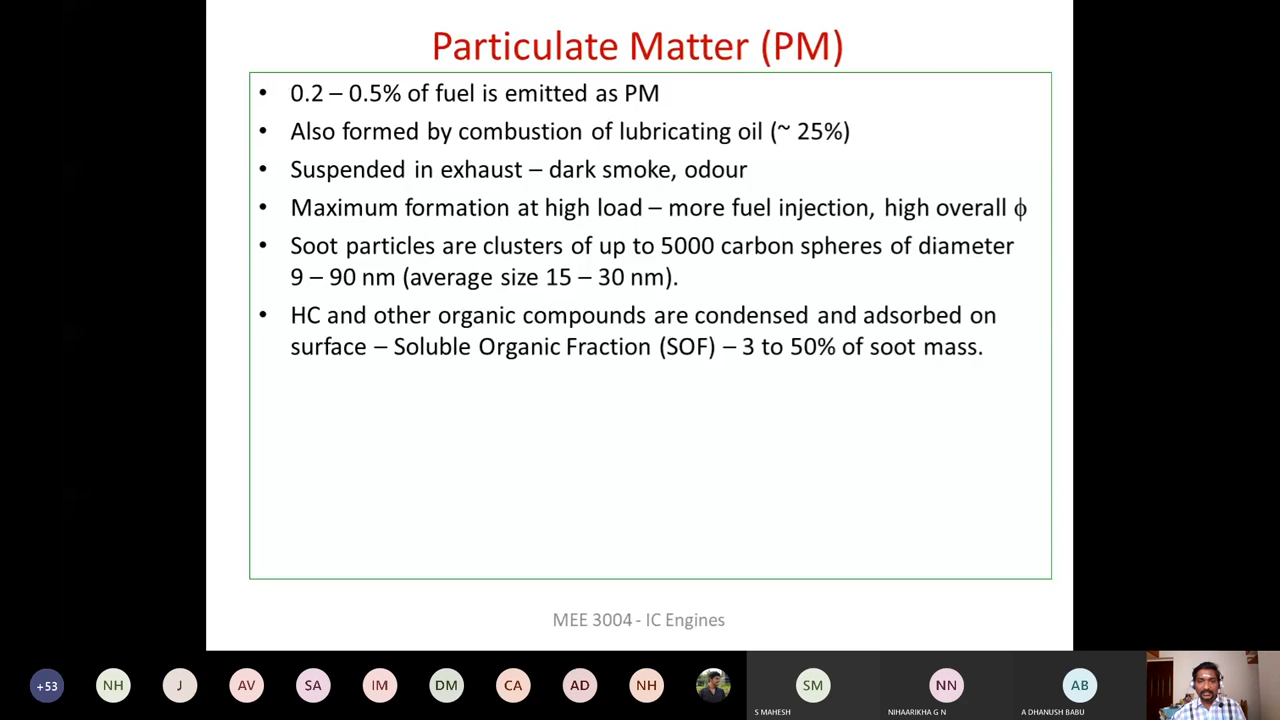 Particulate Matter (PM)
• 0.2 – 0.5% of fuel is emitted as PM
• Also formed by combustion of lubricating oil (~ 25%)
• Suspended in exhaust – dark smoke, odour
• Maximum formation at high load – more fuel injection, high overall ϕ
• Soot particles are clusters of up to 5000 carbon spheres of diameter
9 – 90 nm (average size 15 – 30 nm).
• HC and other organic compounds are condensed and adsorbed on
surface – Soluble Organic Fraction (SOF) – 3 to 50% of soot mass.
MEE 3004 - IC Engines
+53 NH J AV SA IM DM CA AD NH SM NN AB
S MAHESH NIHAARIKHA G N A DHANUSH BABU